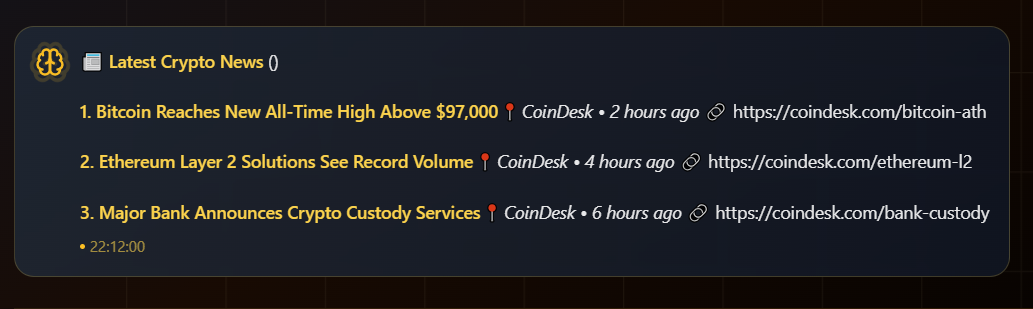 📰 Latest Crypto News ()
1. Bitcoin Reaches New All-Time High Above $97,000 📍 CoinDesk • 2 hours ago 🔗 https://coindesk.com/bitcoin-ath
2. Ethereum Layer 2 Solutions See Record Volume 📍 CoinDesk • 4 hours ago 🔗 https://coindesk.com/ethereum-l2
3. Major Bank Announces Crypto Custody Services 📍 CoinDesk • 6 hours ago 🔗 https://coindesk.com/bank-custody
• 22:12:00